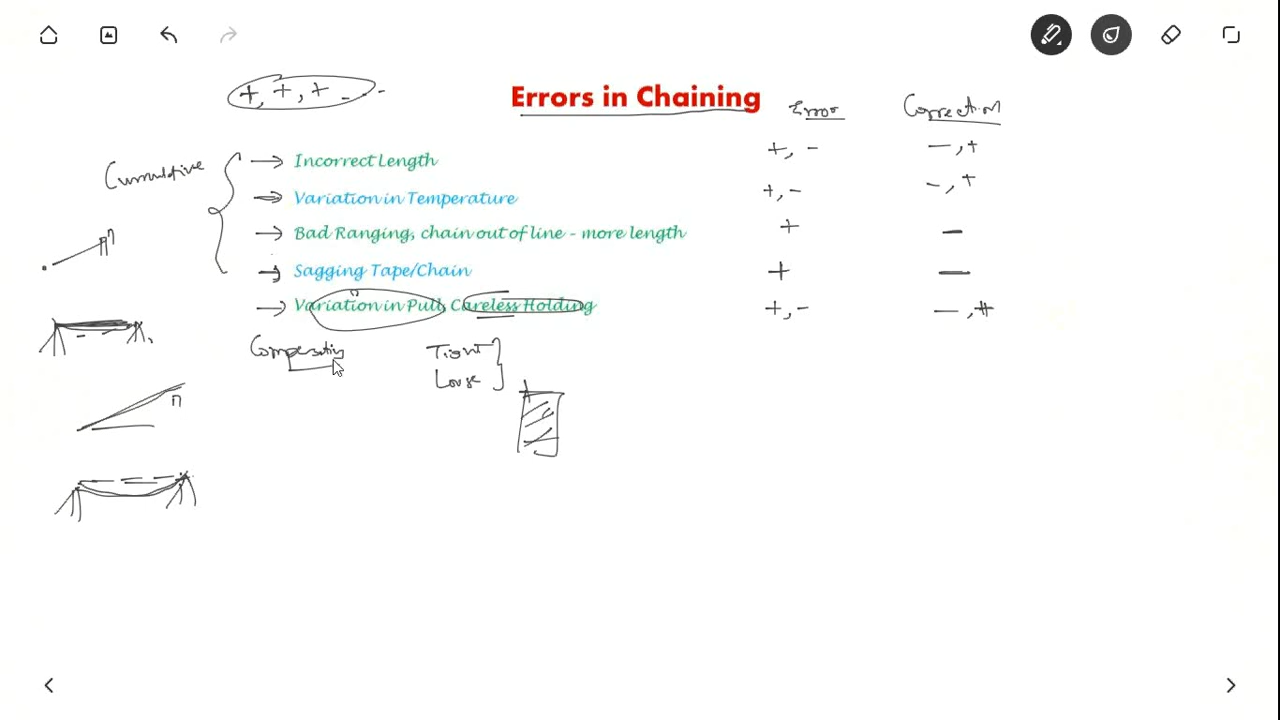 +, +, + - - -
Errors in Chaining
Error Correction
Cumulative
Incorrect Length +, - -, +
Variation in Temperature +, - -, +
Bad Ranging, chain out of line - more length + -
Sagging Tape/Chain + -
Variation in Pull, Careless Holding +, - -, +
Tight
Loose